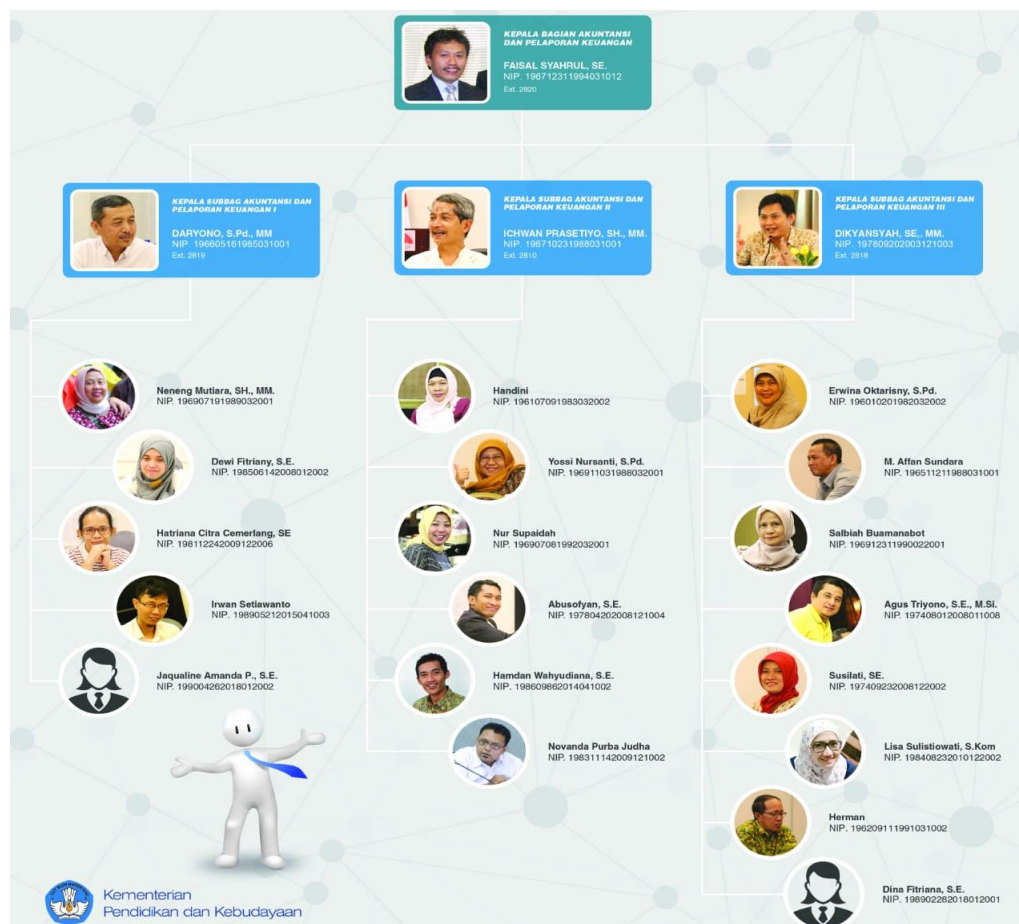 KEPALA BAGIAN AKUNTANSI
DAN PELAPORAN KEUANGAN
FAISAL SYAHRUL, SE.
NIP. 196712311994031012
Ext. 2820
KEPALA SUBBAG AKUNTANSI DAN
PELAPORAN KEUANGAN I
DARYONO, S.Pd., MM
NIP. 196605161985031001
Ext. 2819
KEPALA SUBBAG AKUNTANSI DAN
PELAPORAN KEUANGAN II
ICHWAN PRASETIYO, SH., MM.
NIP. 196710231988031001
Ext. 2810
KEPALA SUBBAG AKUNTANSI DAN
PELAPORAN KEUANGAN III
DIKYANSYAH, SE,. MM.
NIP. 197809202003121003
Ext. 2818
Neneng Mutiara, SH., MM.
NIP. 196907191989032001
Dewi Fitriany, S.E.
NIP. 198506142008012002
Hatriana Citra Cemerlang, SE
NIP. 198112242009122006
Irwan Setiawanto
NIP. 198905212015041003
Jaqualine Amanda P., S.E.
NIP. 199004262018012002
Handini
NIP. 196107091983032002
Yossi Nursanti, S.Pd.
NIP. 196911031988032001
Nur Supaidah
NIP. 196907081992032001
Abusofyan, S.E.
NIP. 197804202008121004
Hamdan Wahyudiana, S.E.
NIP. 198609862014041002
Novanda Purba Judha
NIP. 198311142009121002
Erwina Oktarisny, S.Pd.
NIP. 196010201982032002
M. Affan Sundara
NIP. 196511211988031001
Salbiah Buamanabot
NIP. 196912311990022001
Agus Triyono, S.E., M.Si.
NIP. 197408012008011008
Susilati, SE.
NIP. 197409232008122002
Lisa Sulistiowati, S.Kom
NIP. 198408232010122002
Herman
NIP. 196209111991031002
Dina Fitriana, S.E.
NIP. 198902282018012001
Kementerian
Pendidikan dan Kebudayaan